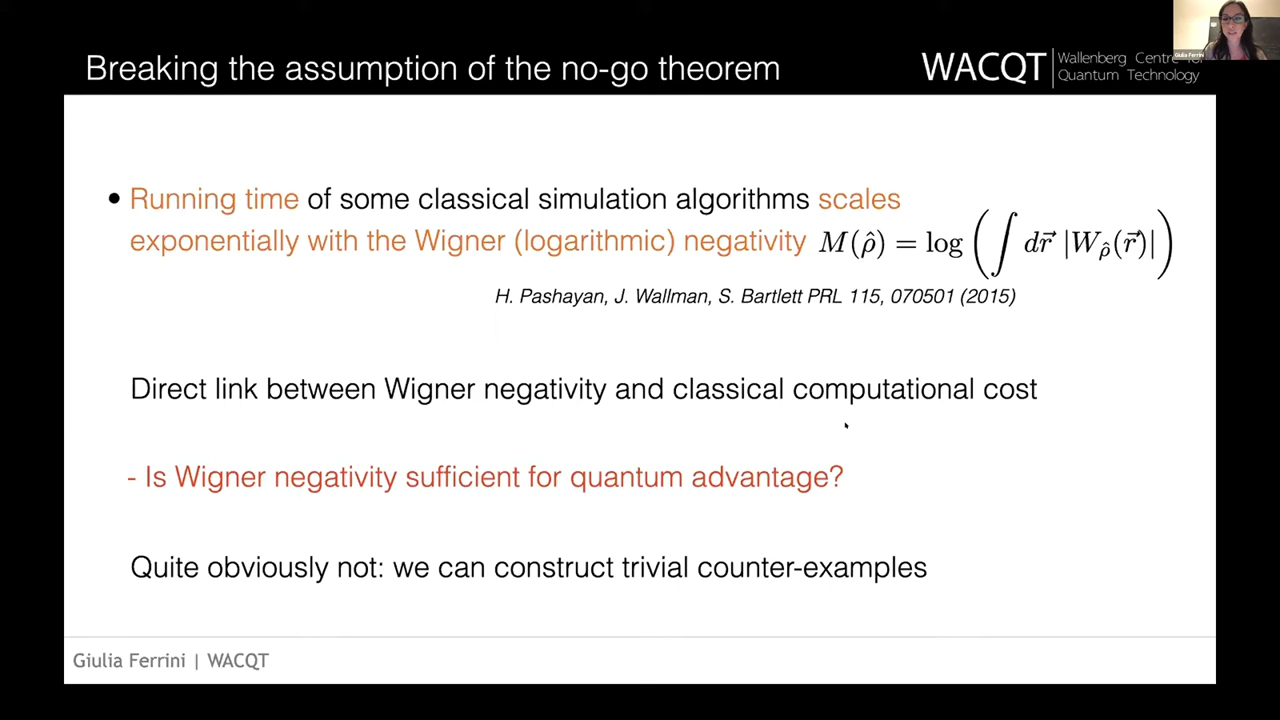 Breaking the assumption of the no-go theorem
WACQT
Wallenberg Centre for
Quantum Technology
Giulia Ferrini
• Running time of some classical simulation algorithms scales
exponentially with the Wigner (logarithmic) negativity M(ρ̂) = log (∫ dr⃗ |W_ρ̂(r⃗)|)
H. Pashayan, J. Wallman, S. Bartlett PRL 115, 070501 (2015)
Direct link between Wigner negativity and classical computational cost
- Is Wigner negativity sufficient for quantum advantage?
Quite obviously not: we can construct trivial counter-examples
Giulia Ferrini | WACQT